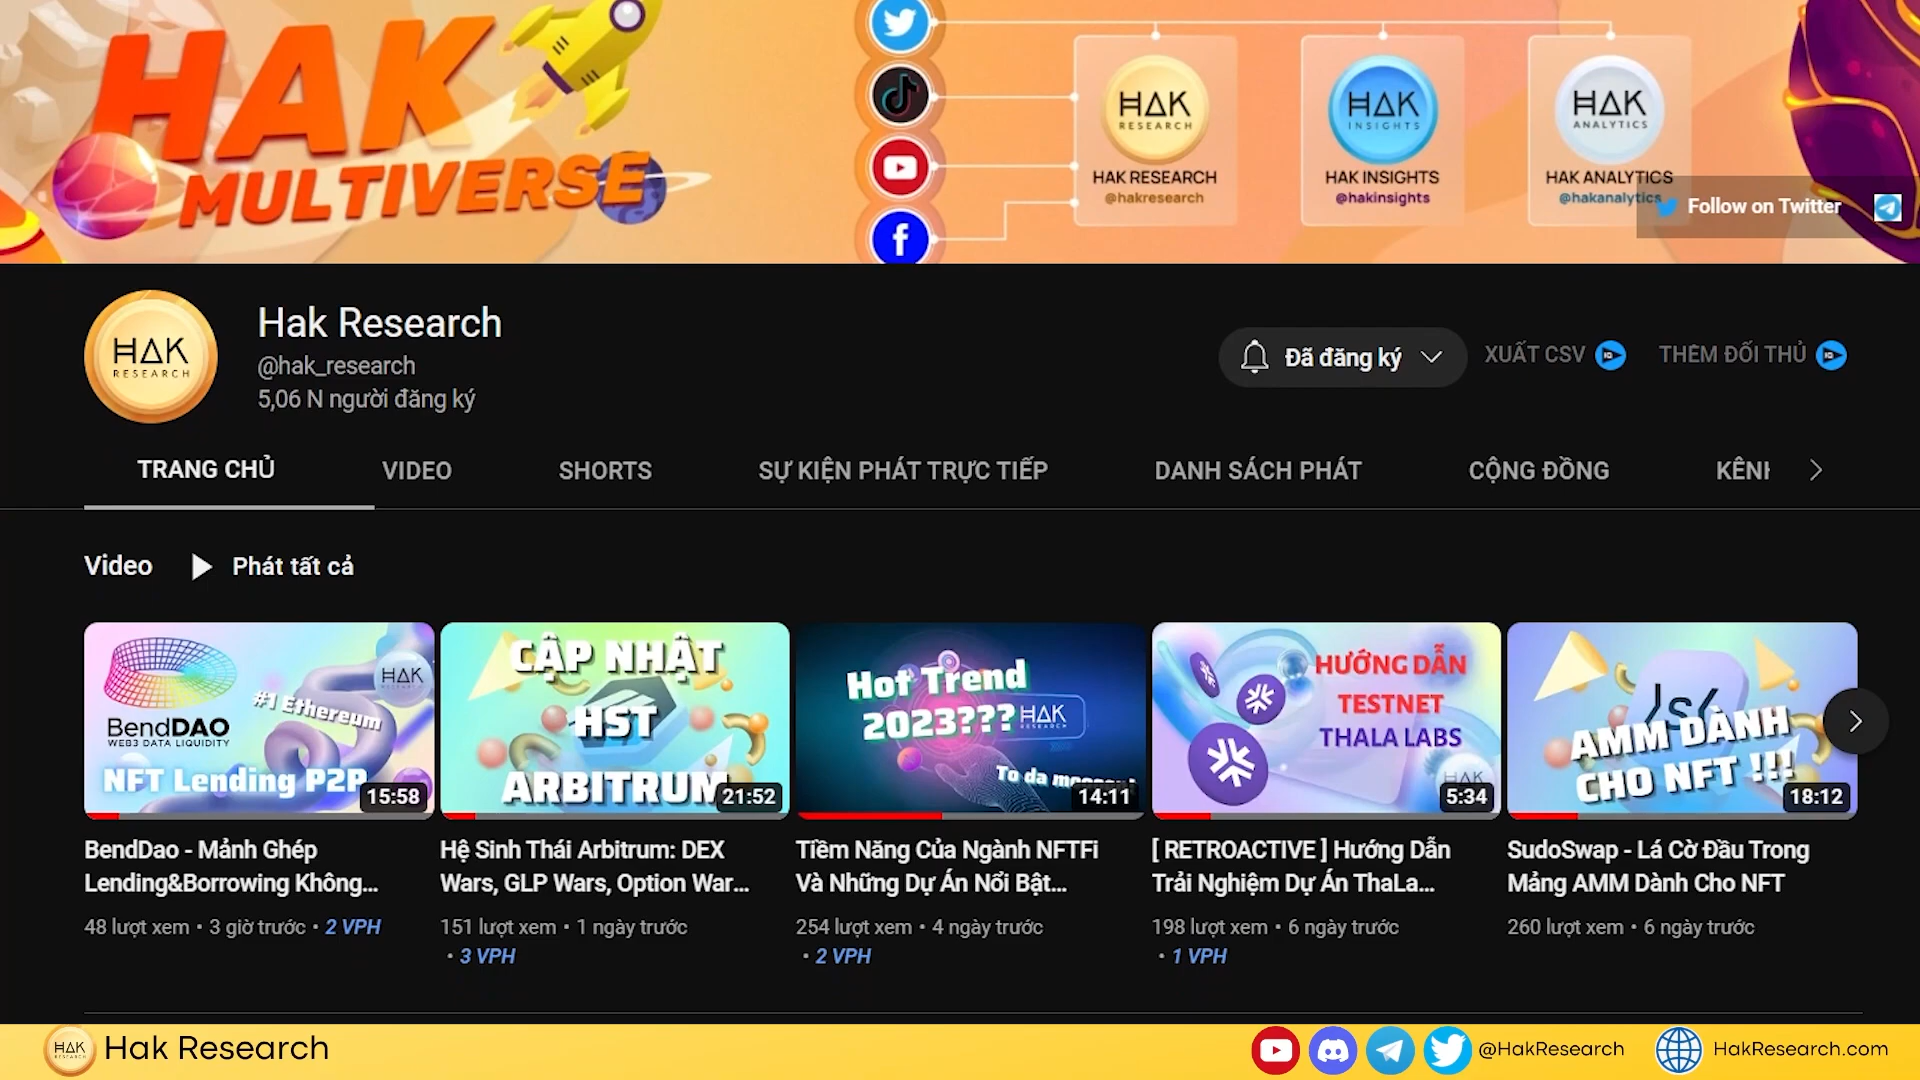 HAK
MULTIVERSE
HAK
RESEARCH
HAK RESEARCH
@hakresearch
HAK
INSIGHTS
HAK INSIGHTS
@hakinsights
HAK
ANALYTICS
HAK ANALYTICS
@hakanalytics
Follow on Twitter
HAK
RESEARCH
Hak Research
@hak_research
5,06 N người đăng ký
Đã đăng ký
XUẤT CSV
THÊM ĐỐI THỦ
TRANG CHỦ
VIDEO
SHORTS
SỰ KIỆN PHÁT TRỰC TIẾP
DANH SÁCH PHÁT
CỘNG ĐỒNG
KÊNH
Video
Phát tất cả
BendDAO
WEB3 DATA LIQUIDITY
#1 Ethereum
HAK
NFT Lending P2P
15:58
BendDao - Mảnh Ghép
Lending&Borrowing Không...
48 lượt xem • 3 giờ trước • 2 VPH
CẬP NHẬT
HST
ARBITRUM
21:52
Hệ Sinh Thái Arbitrum: DEX
Wars, GLP Wars, Option War...
151 lượt xem • 1 ngày trước
• 3 VPH
Hot Trend
2023???
HAK
RESEARCH
To da moooon!
14:11
Tiềm Năng Của Ngành NFTFi
Và Những Dự Án Nổi Bật...
254 lượt xem • 4 ngày trước
• 2 VPH
HƯỚNG DẪN
TESTNET
THALA LABS
HAK
5:34
[ RETROACTIVE ] Hướng Dẫn
Trải Nghiệm Dự Án ThaLa...
198 lượt xem • 6 ngày trước
• 1 VPH
AMM DÀNH
CHO NFT !!!
18:12
SudoSwap - Lá Cờ Đầu Trong
Mảng AMM Dành Cho NFT
260 lượt xem • 6 ngày trước
HAK
RESEARCH
Hak Research
@HakResearch
HakResearch.com